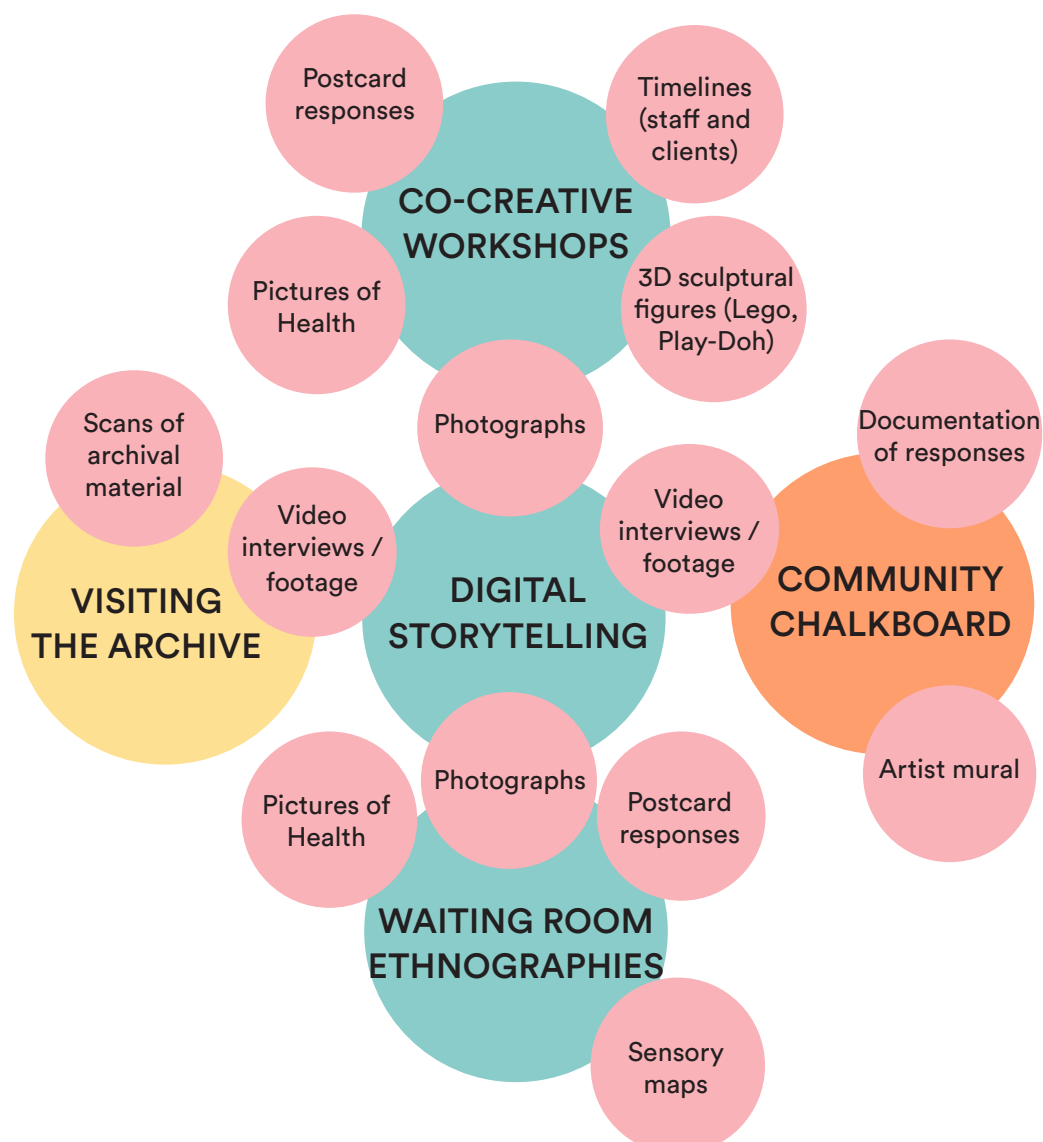 Postcard
responses
Timelines
(staff and
clients)
CO-CREATIVE
WORKSHOPS
Pictures of
Health
3D sculptural
figures (Lego,
Play-Doh)
Photographs
Scans of
archival
material
Documentation
of responses
Video
interviews /
footage
Video
interviews /
footage
VISITING
THE ARCHIVE
DIGITAL
STORYTELLING
COMMUNITY
CHALKBOARD
Artist mural
Pictures of
Health
Photographs
Postcard
responses
WAITING ROOM
ETHNOGRAPHIES
Sensory
maps